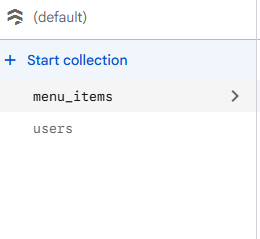 (default)
+ Start collection
menu_items
users